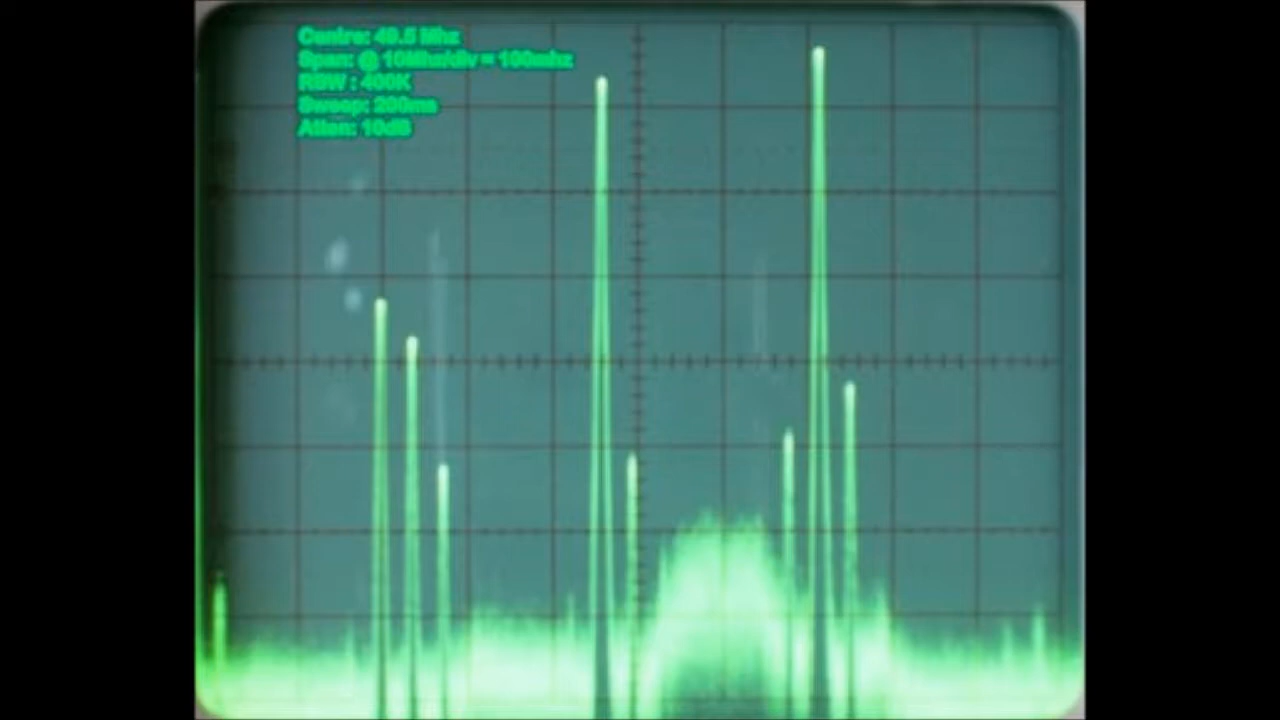 Centre: 49.5 Mhz
Span: @ 10Mhz/div = 100mhz
RBW : 400K
Sweep: 200ms
Atten: 10dB